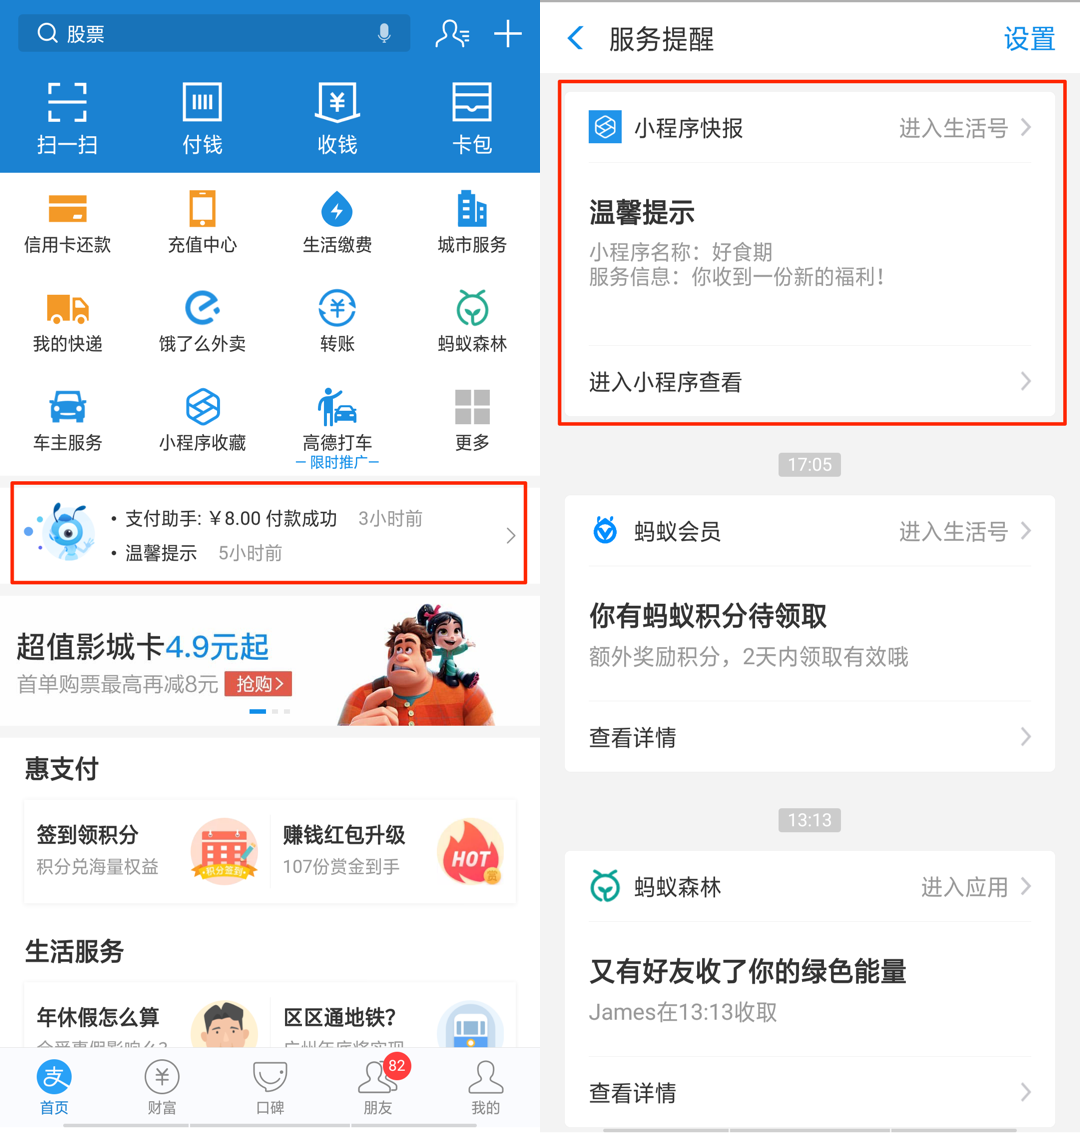 股票
扫一扫
付钱
收钱
卡包
信用卡还款
充值中心
生活缴费
城市服务
我的快递
饿了么外卖
转账
蚂蚁森林
车主服务
小程序收藏
高德打车
更多
限时推广
• 支付助手: ￥8.00 付款成功 3小时前
• 温馨提示 5小时前
超值影城卡4.9元起
首单购票最高再减8元 抢购
惠支付
签到领积分
积分兑海量权益
积分签到
赚钱红包升级
107份赏金到手
HOT
生活服务
年休假怎么算
区区通地铁?
首页
财富
口碑
朋友
82
我的
服务提醒
设置
小程序快报
进入生活号
温馨提示
小程序名称：好食期
服务信息：你收到一份新的福利！
进入小程序查看
17:05
蚂蚁会员
进入生活号
你有蚂蚁积分待领取
额外奖励积分，2天内领取有效哦
查看详情
13:13
蚂蚁森林
进入应用
又有好友收了你的绿色能量
James在13:13收取
查看详情